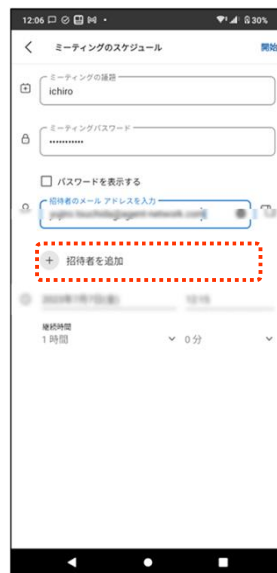 12:06 30%
ミーティングのスケジュール 開始
ミーティングの議題
ichiro
ミーティングパスワード
パスワードを表示する
招待者のメール アドレスを入力
招待者を追加
継続時間
1 時間 0 分